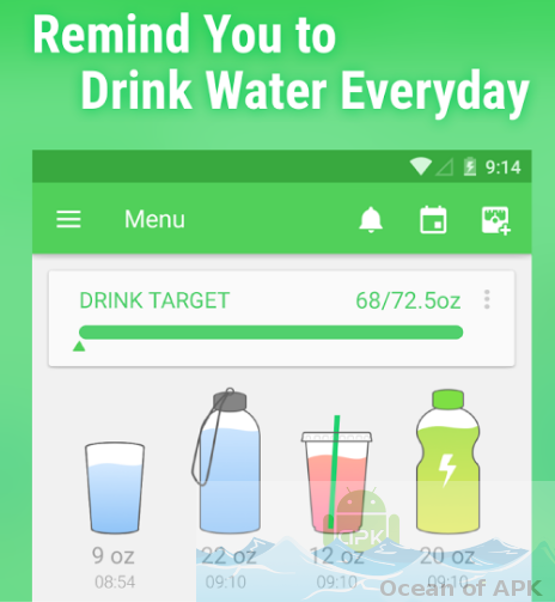 Remind You to
Drink Water Everyday
9:14
Menu
DRINK TARGET 68/72.5oz
9 oz 22 oz 12 oz 20 oz
08:54 09:10 09:10 09:10
APK
Ocean of APK